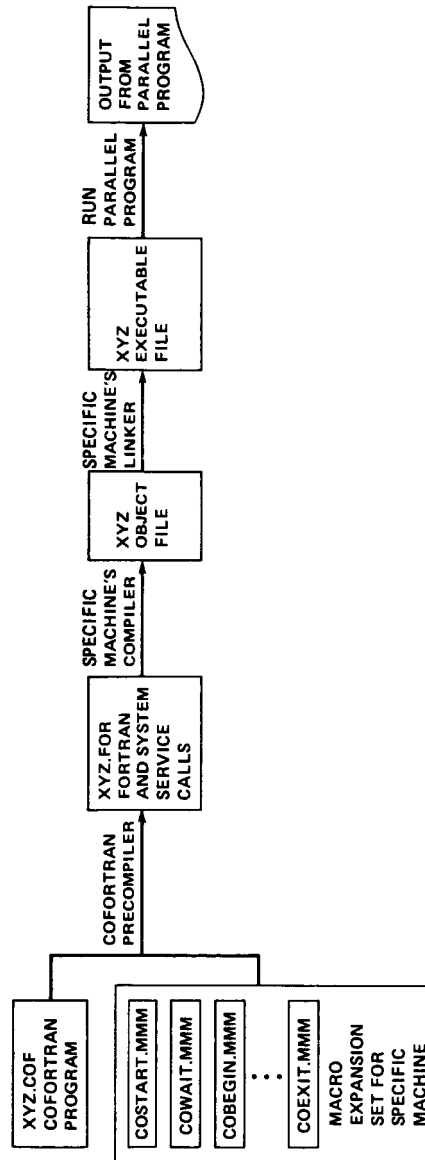 XYZ.COF
COFORTRAN
PROGRAM
COSTART.MMM
COWAIT.MMM
COBEGIN.MMM
COEXIT.MMM
MACRO
EXPANSION
SET FOR
SPECIFIC
MACHINE
COFORTRAN
PRECOMPILER
XYZ.FOR
FORTRAN
AND SYSTEM
SERVICE
CALLS
SPECIFIC
MACHINE'S
COMPILER
XYZ
OBJECT
FILE
SPECIFIC
MACHINE'S
LINKER
XYZ
EXECUTABLE
FILE
RUN
PARALLEL
PROGRAM
OUTPUT
FROM
PARALLEL
PROGRAM